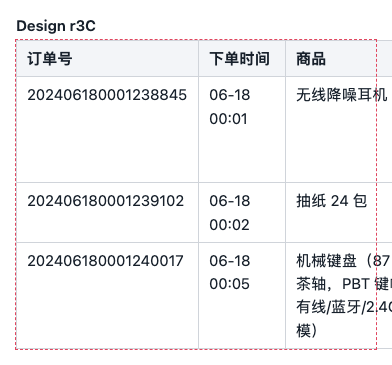 Design r3C
订单号 下单时间 商品
202406180001238845 06-18 无线降噪耳机
00:01
202406180001239102 06-18 抽纸 24 包
00:02
202406180001240017 06-18 机械键盘（87
00:05 茶轴，PBT 键
有线/蓝牙/2.4G
模）